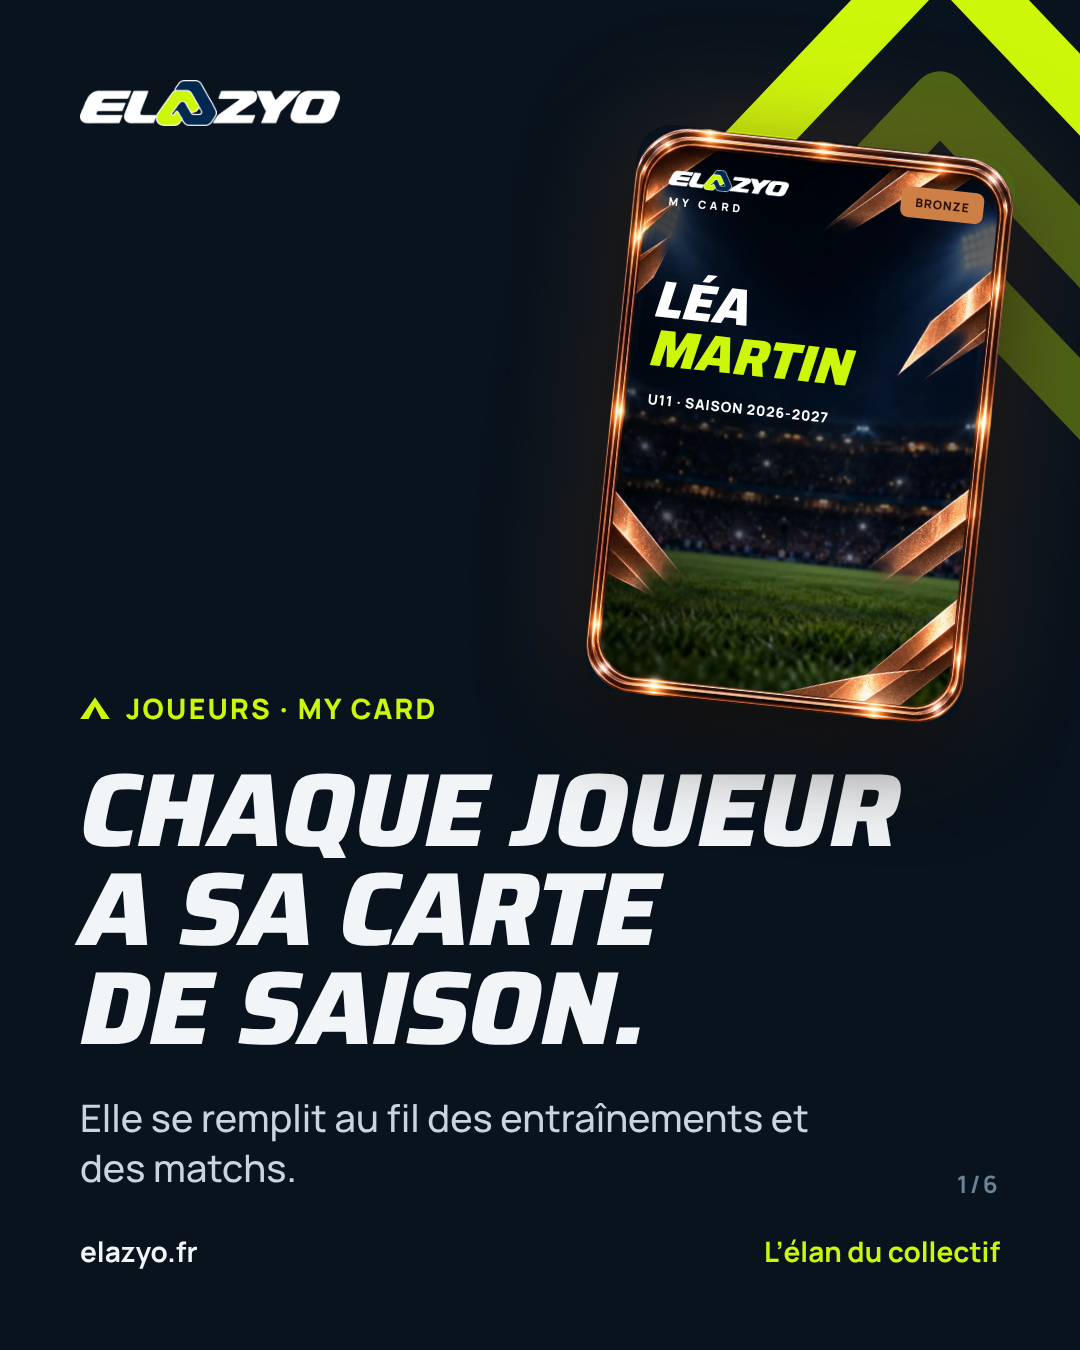 ELAZYO
ELAZYO
MY CARD
BRONZE
LÉA
MARTIN
U11 · SAISON 2026-2027
JOUEURS · MY CARD
CHAQUE JOUEUR
A SA CARTE
DE SAISON.
Elle se remplit au fil des entraînements et
des matchs.
1/6
elazyo.fr
L’élan du collectif